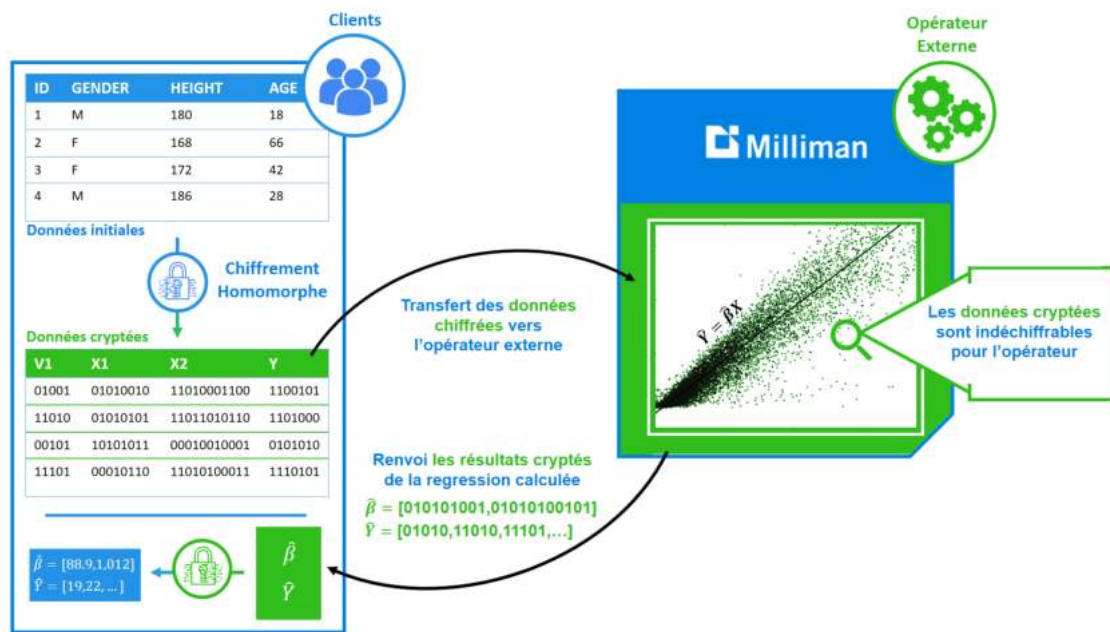 Clients
ID GENDER HEIGHT AGE
1 M 180 18
2 F 168 66
3 F 172 42
4 M 186 28
Données initiales
Chiffrement
Homomorphe
Données cryptées
V1 X1 X2 Y
01001 01010010 11010001100 1100101
11010 01010101 11011010110 1101000
00101 10101011 00010010001 0101010
11101 00010110 11010100011 1110101
β̂ = [88.9,1,012]
Ŷ = [19,22, ...]
β̂
Ŷ
Transfert des données
chiffrées vers
l'opérateur externe
Renvoi les résultats cryptés
de la regression calculée
β̂ = [010101001,01010100101]
Ŷ = [01010,11010,11101,...]
Opérateur
Externe
Milliman
Ŷ = β̂X
Les données cryptées
sont indéchiffrables
pour l'opérateur